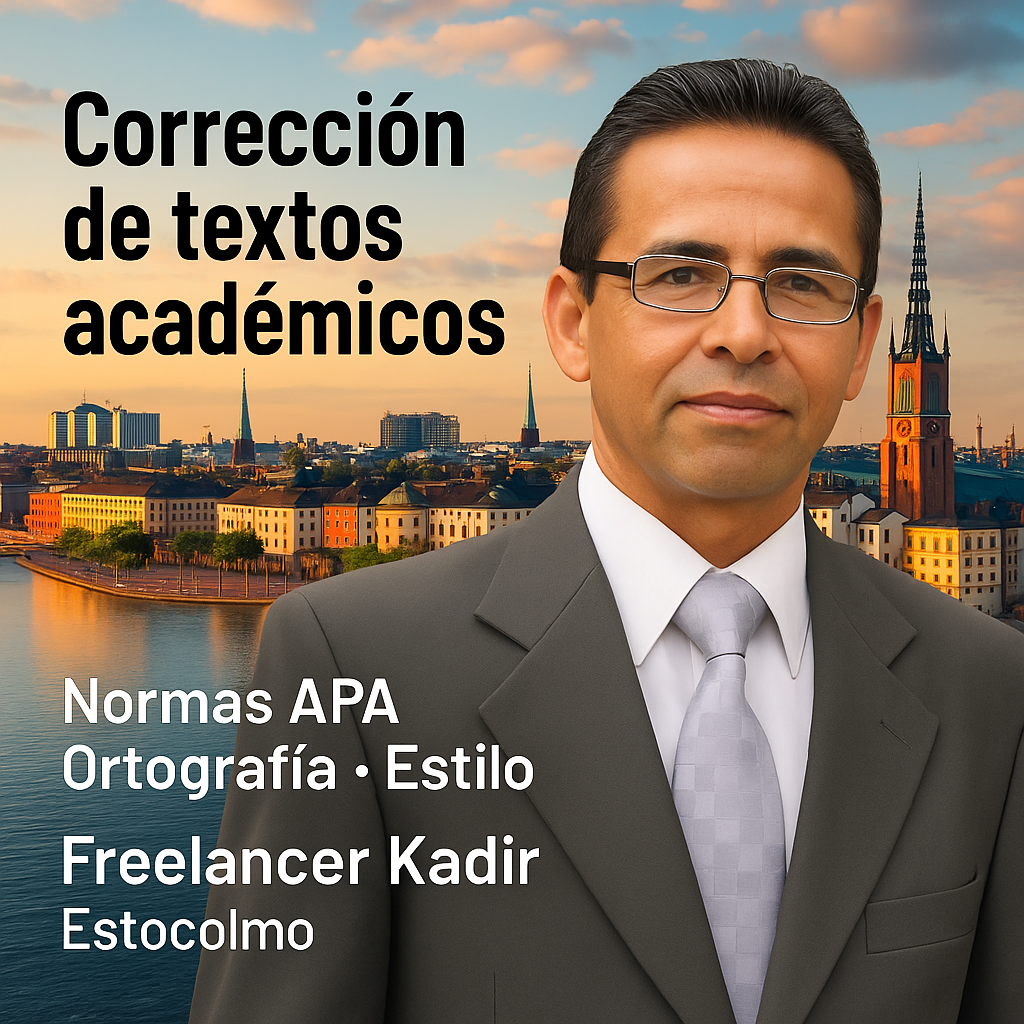 Corrección
de textos
académicos
Normas APA
Ortografía • Estilo
Freelancer Kadir
Estocolmo